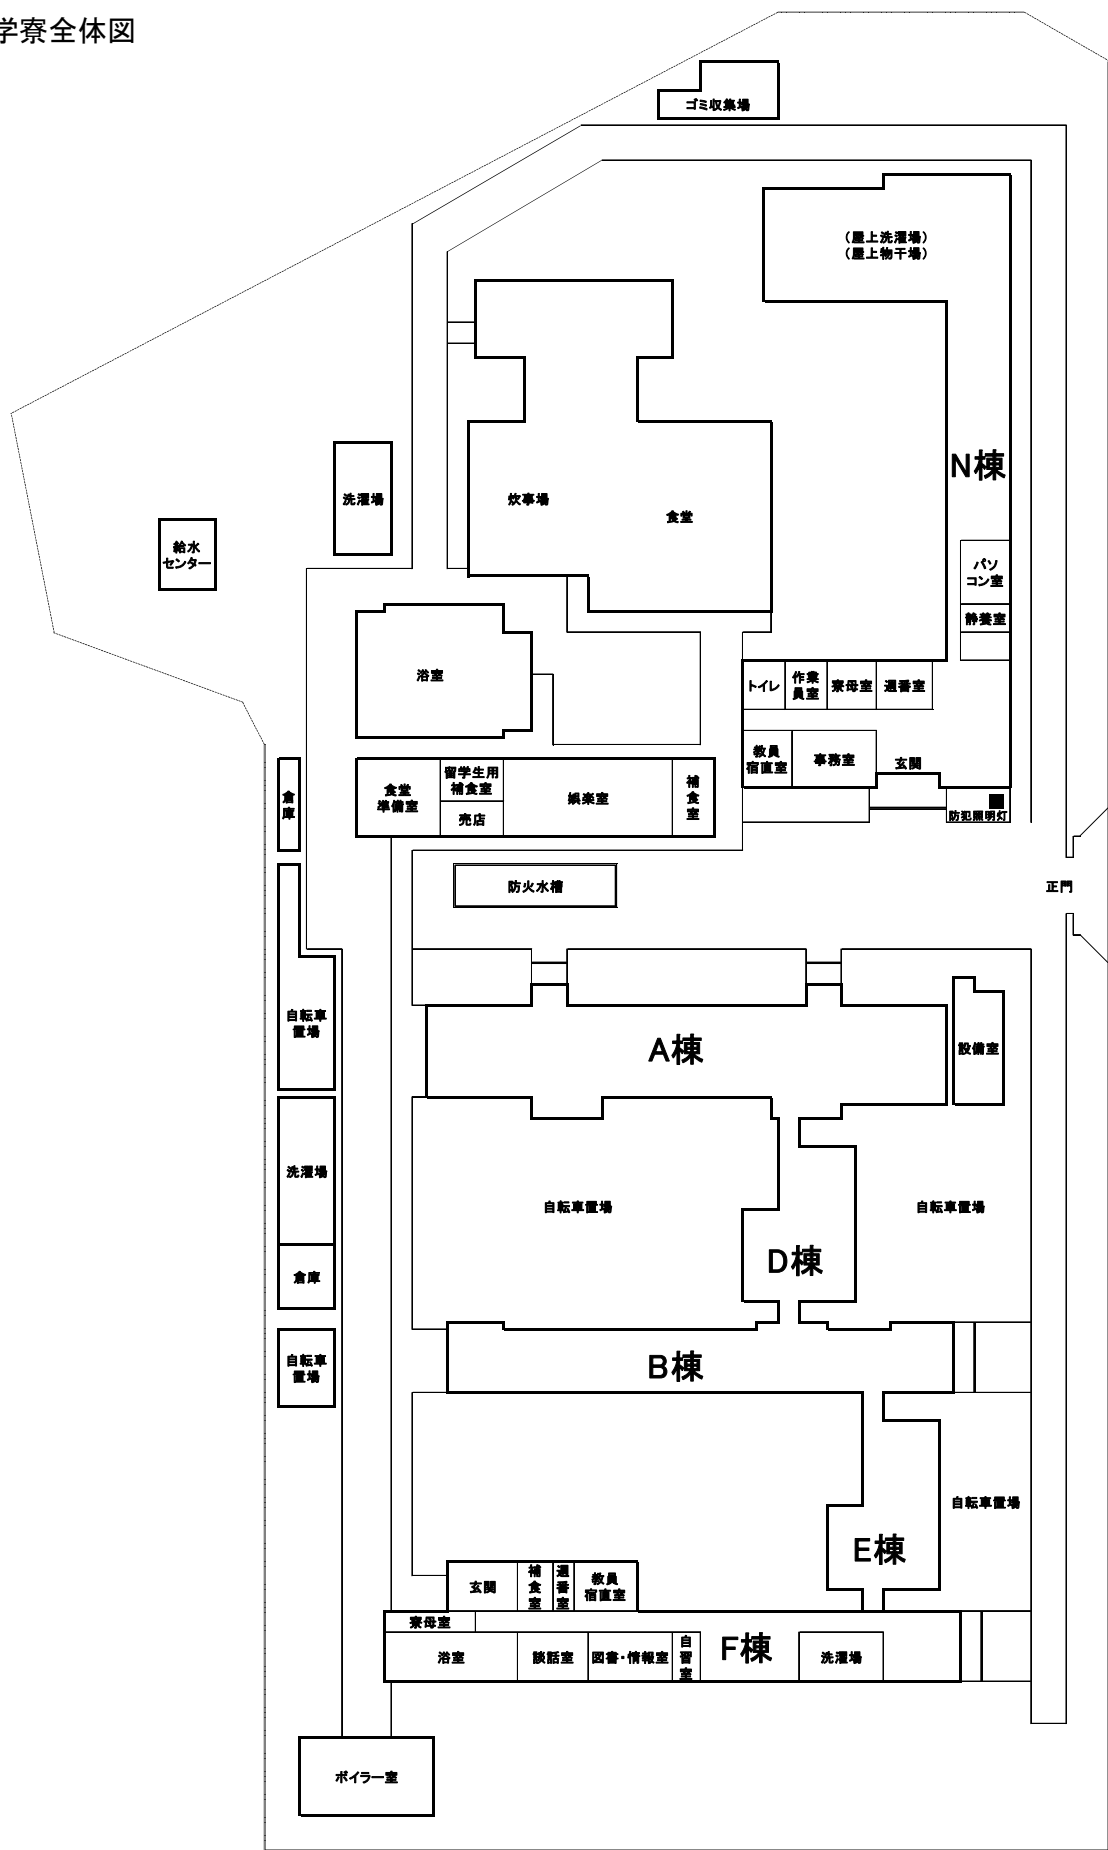 学寮全体図
ゴミ収集場
（屋上洗濯場）
（屋上物干場）
N棟
洗濯場
炊事場
食堂
給水
センター
パソ
コン室
静養室
浴室
トイレ
作業
員室
寮母室
週番室
教員
宿直室
事務室
玄関
防犯照明灯
倉
庫
食堂
準備室
留学生用
補食室
売店
娯楽室
補
食
室
防火水槽
正門
自転車
置場
A棟
設備室
洗濯場
自転車置場
自転車置場
D棟
倉庫
自転車
置場
B棟
自転車置場
E棟
玄関
補
食
室
週
番
室
教員
宿直室
寮母室
浴室
談話室
図書・情報室
自
習
室
F棟
洗濯場
ボイラー室